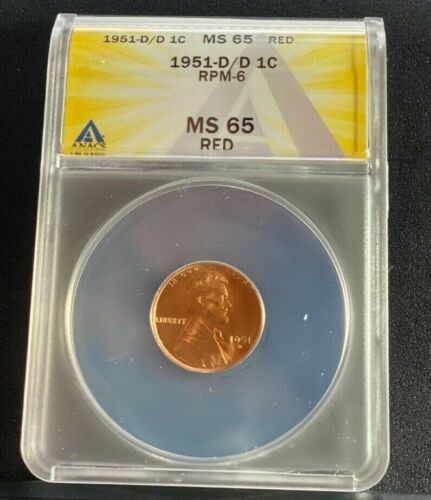 1951-D/D 1C MS 65 RED
1951-D/D 1C
RPM-6
MS 65
RED
ANACS
LIBERTY
1951
D